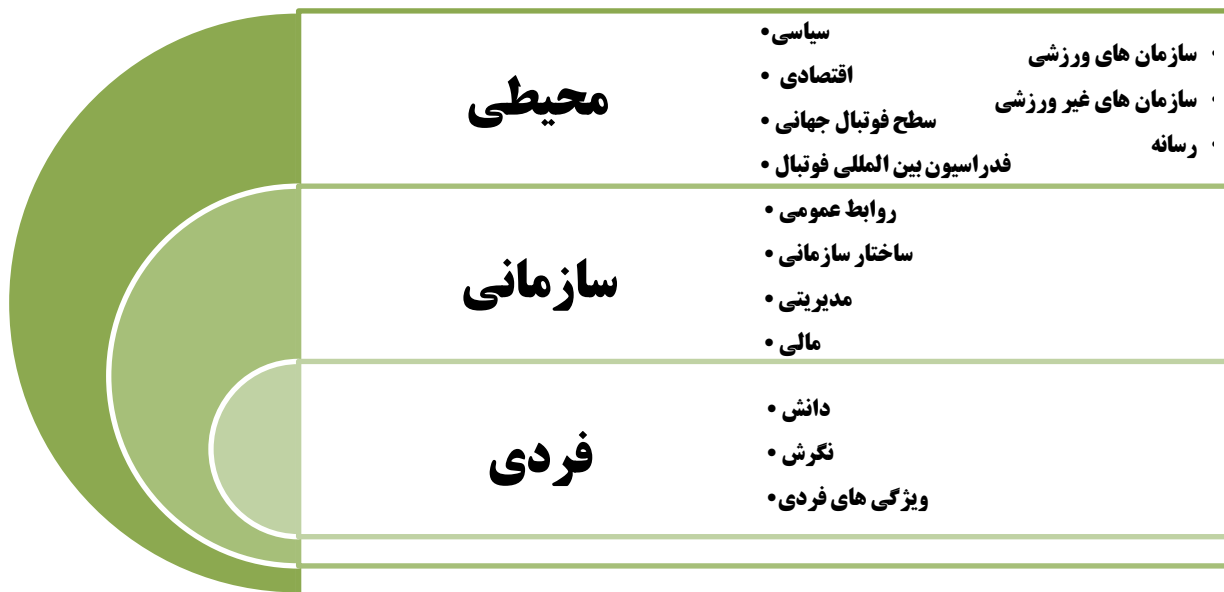 محیطی
• سیاسی
• اقتصادی
• سطح فوتبال جهانی
• فدراسیون بین المللی فوتبال
• سازمان های ورزشی
• سازمان های غیر ورزشی
• رسانه
سازمانی
• روابط عمومی
• ساختار سازمانی
• مدیریتی
• مالی
فردی
• دانش
• نگرش
• ویژگی های فردی